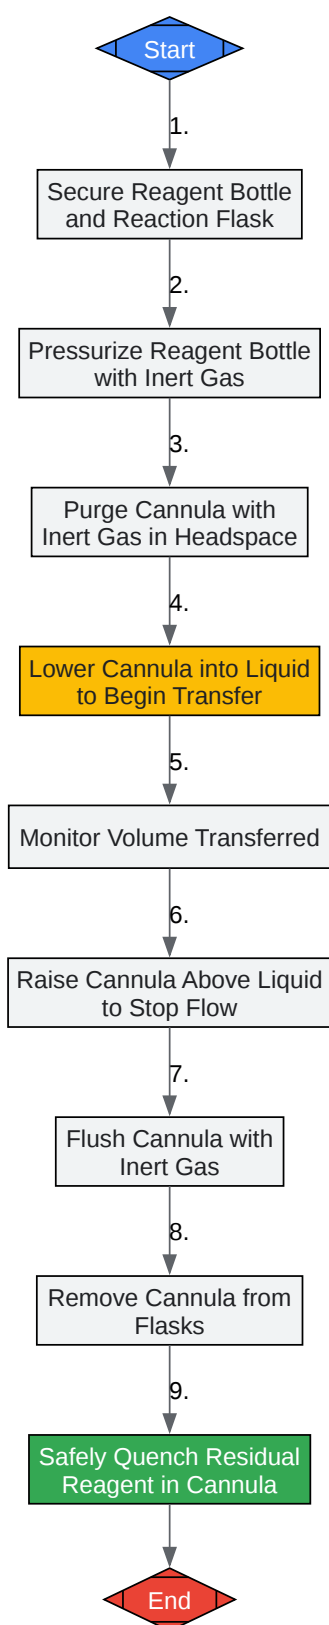 Start
1.
Secure Reagent Bottle
and Reaction Flask
2.
Pressurize Reagent Bottle
with Inert Gas
3.
Purge Cannula with
Inert Gas in Headspace
4.
Lower Cannula into Liquid
to Begin Transfer
5.
Monitor Volume Transferred
6.
Raise Cannula Above Liquid
to Stop Flow
7.
Flush Cannula with
Inert Gas
8.
Remove Cannula from
Flasks
9.
Safely Quench Residual
Reagent in Cannula
End